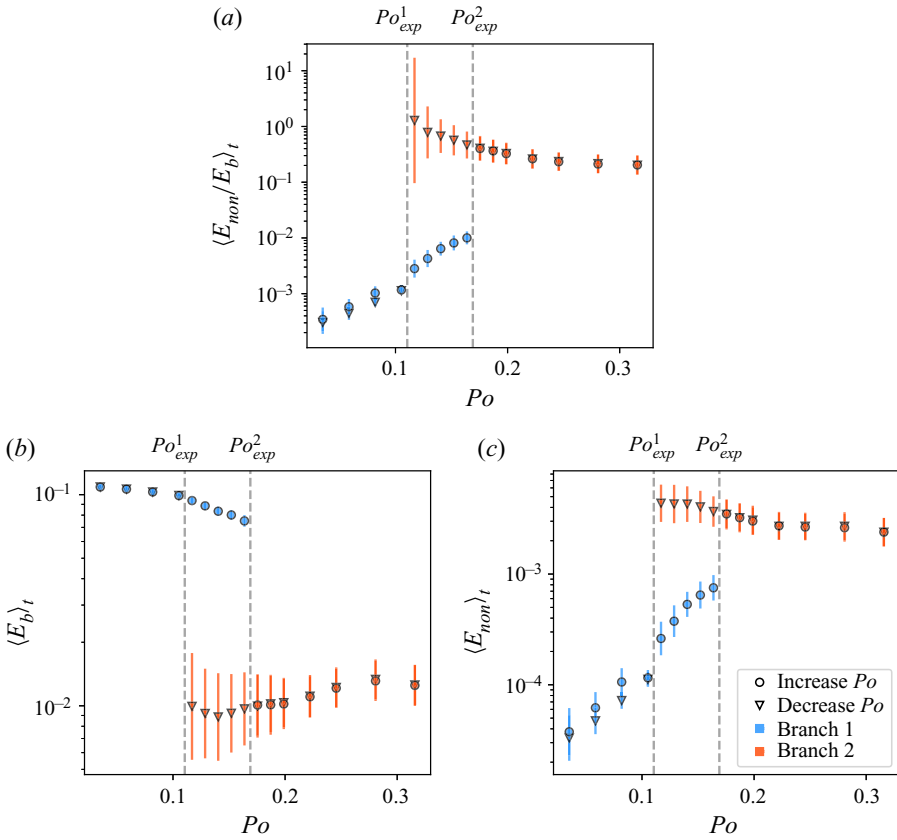 (a)
Po¹exp Po²exp
10¹
10⁰
10⁻¹
10⁻²
10⁻³
⟨Enon/Eb⟩t
0.1 0.2 0.3
Po
(b)
Po¹exp Po²exp
10⁻¹
10⁻²
⟨Eb⟩t
0.1 0.2 0.3
Po
(c)
Po¹exp Po²exp
10⁻³
10⁻⁴
⟨Enon⟩t
0.1 0.2 0.3
Po
Increase Po
Decrease Po
Branch 1
Branch 2